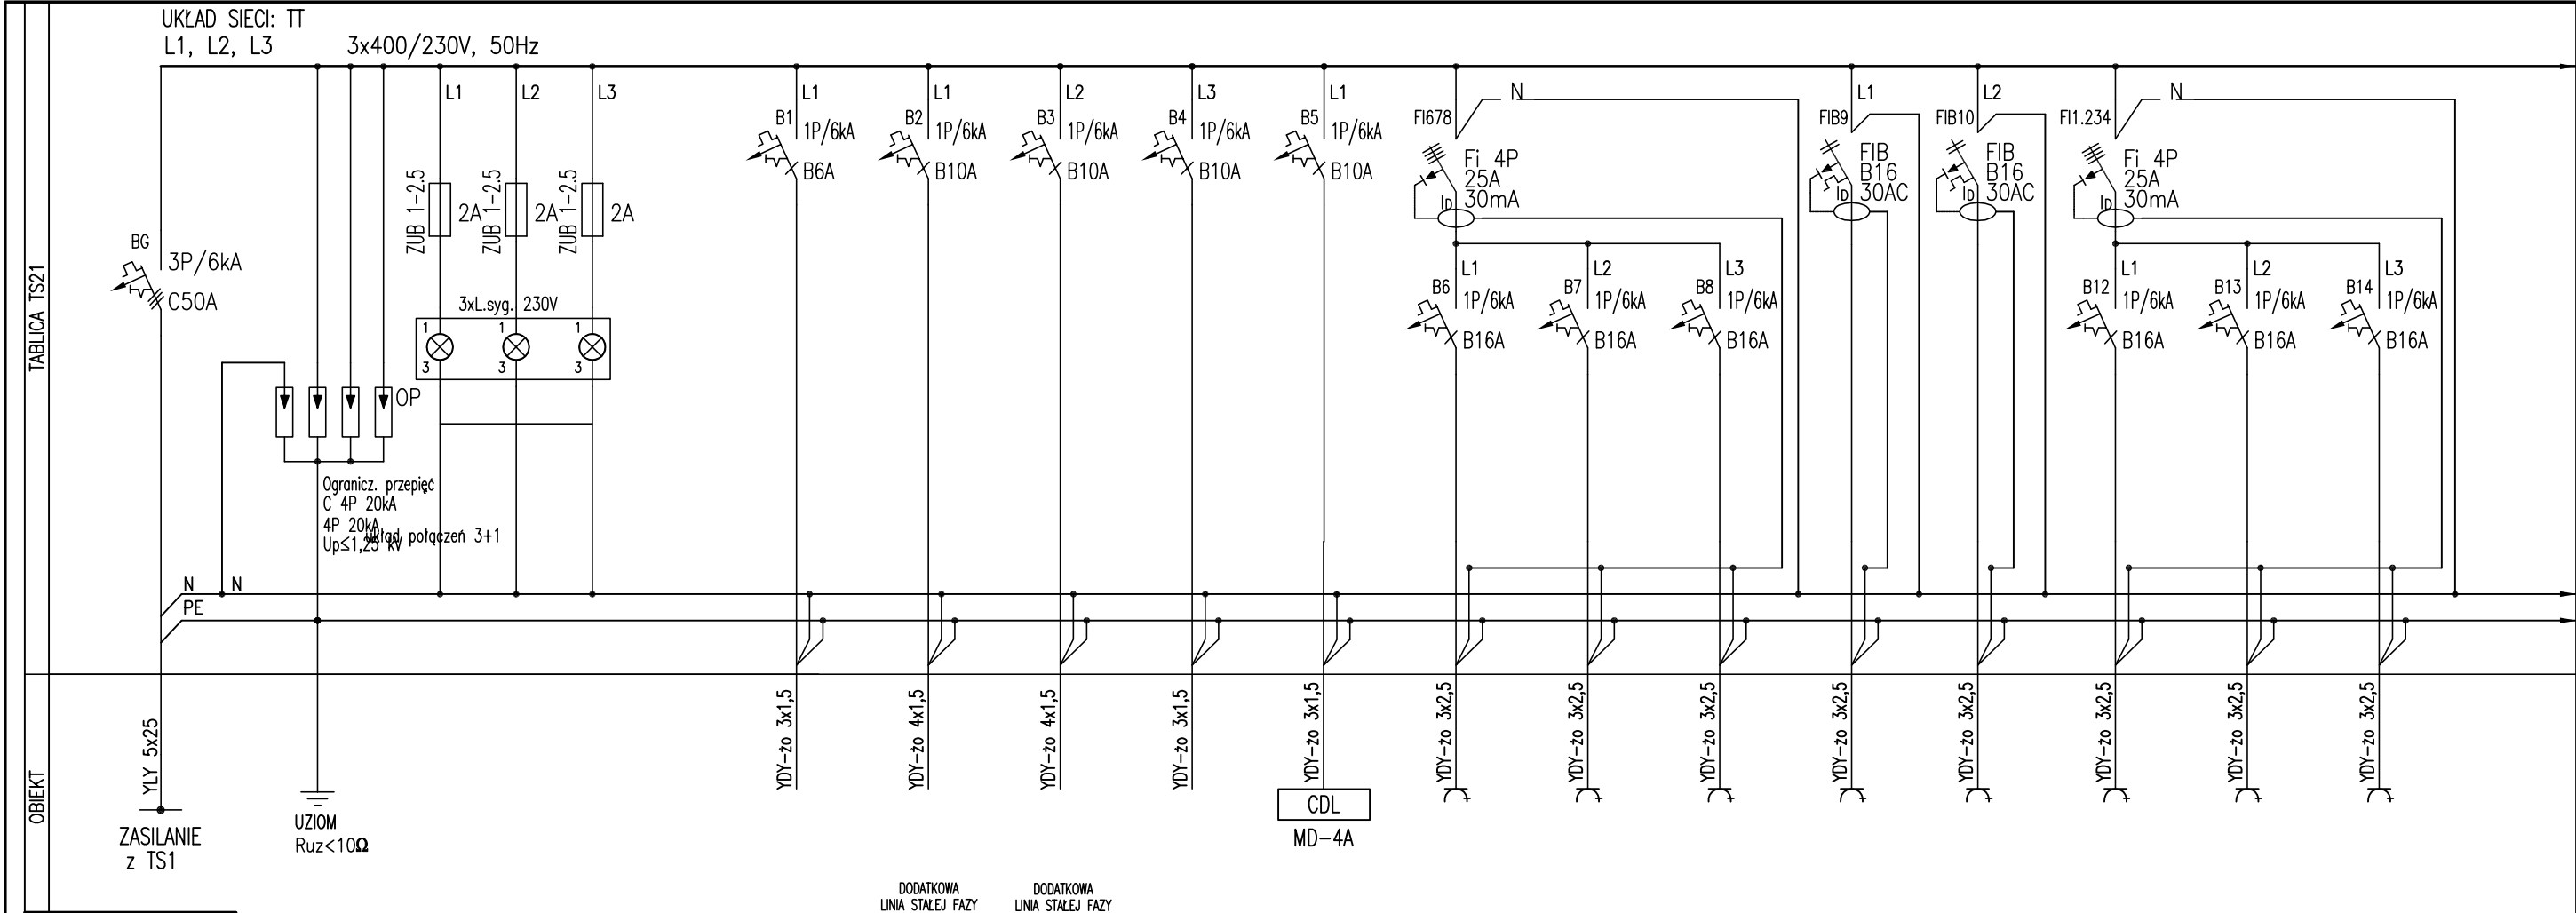 UKŁAD SIECI: TT
L1, L2, L3 3x400/230V, 50Hz
L1 L2 L3 L1 L1 L2 L3 L1 N L1 L2 N
B1 B2 B3 B4 B5 FI678 FIB9 FIB10 FI1.234
1P/6kA 1P/6kA 1P/6kA 1P/6kA 1P/6kA
B6A B10A B10A B10A B10A
Fi 4P
25A
30mA
ID
FIB
B16
30AC
ID
FIB
B16
30AC
ID
Fi 4P
25A
30mA
ID
ZUB 1-2.5 2A ZUB 1-2.5 2A ZUB 1-2.5 2A
BG
3P/6kA
C50A
TABLICA TS21
L1 L2 L3 L1 L2 L3
B6 B7 B8 B12 B13 B14
1P/6kA 1P/6kA 1P/6kA 1P/6kA 1P/6kA 1P/6kA
B16A B16A B16A B16A B16A B16A
3xL.syg. 230V
1 1 1
3 3 3
OP
Ogranicz. przepięć
C 4P 20kA
4P 20kA
Układ połączeń 3+1
Up≤1,25 kV
N N
PE
OBIEKT
YLY 5x25
YDY-żo 3x1,5
YDY-żo 4x1,5
YDY-żo 4x1,5
YDY-żo 3x1,5
YDY-żo 3x1,5
YDY-żo 3x2,5
YDY-żo 3x2,5
YDY-żo 3x2,5
YDY-żo 3x2,5
YDY-żo 3x2,5
YDY-żo 3x2,5
YDY-żo 3x2,5
YDY-żo 3x2,5
ZASILANIE
z TS1
UZIOM
Ruz<10Ω
CDL
MD-4A
DODATKOWA
LINIA STAŁEJ FAZY
DODATKOWA
LINIA STAŁEJ FAZY